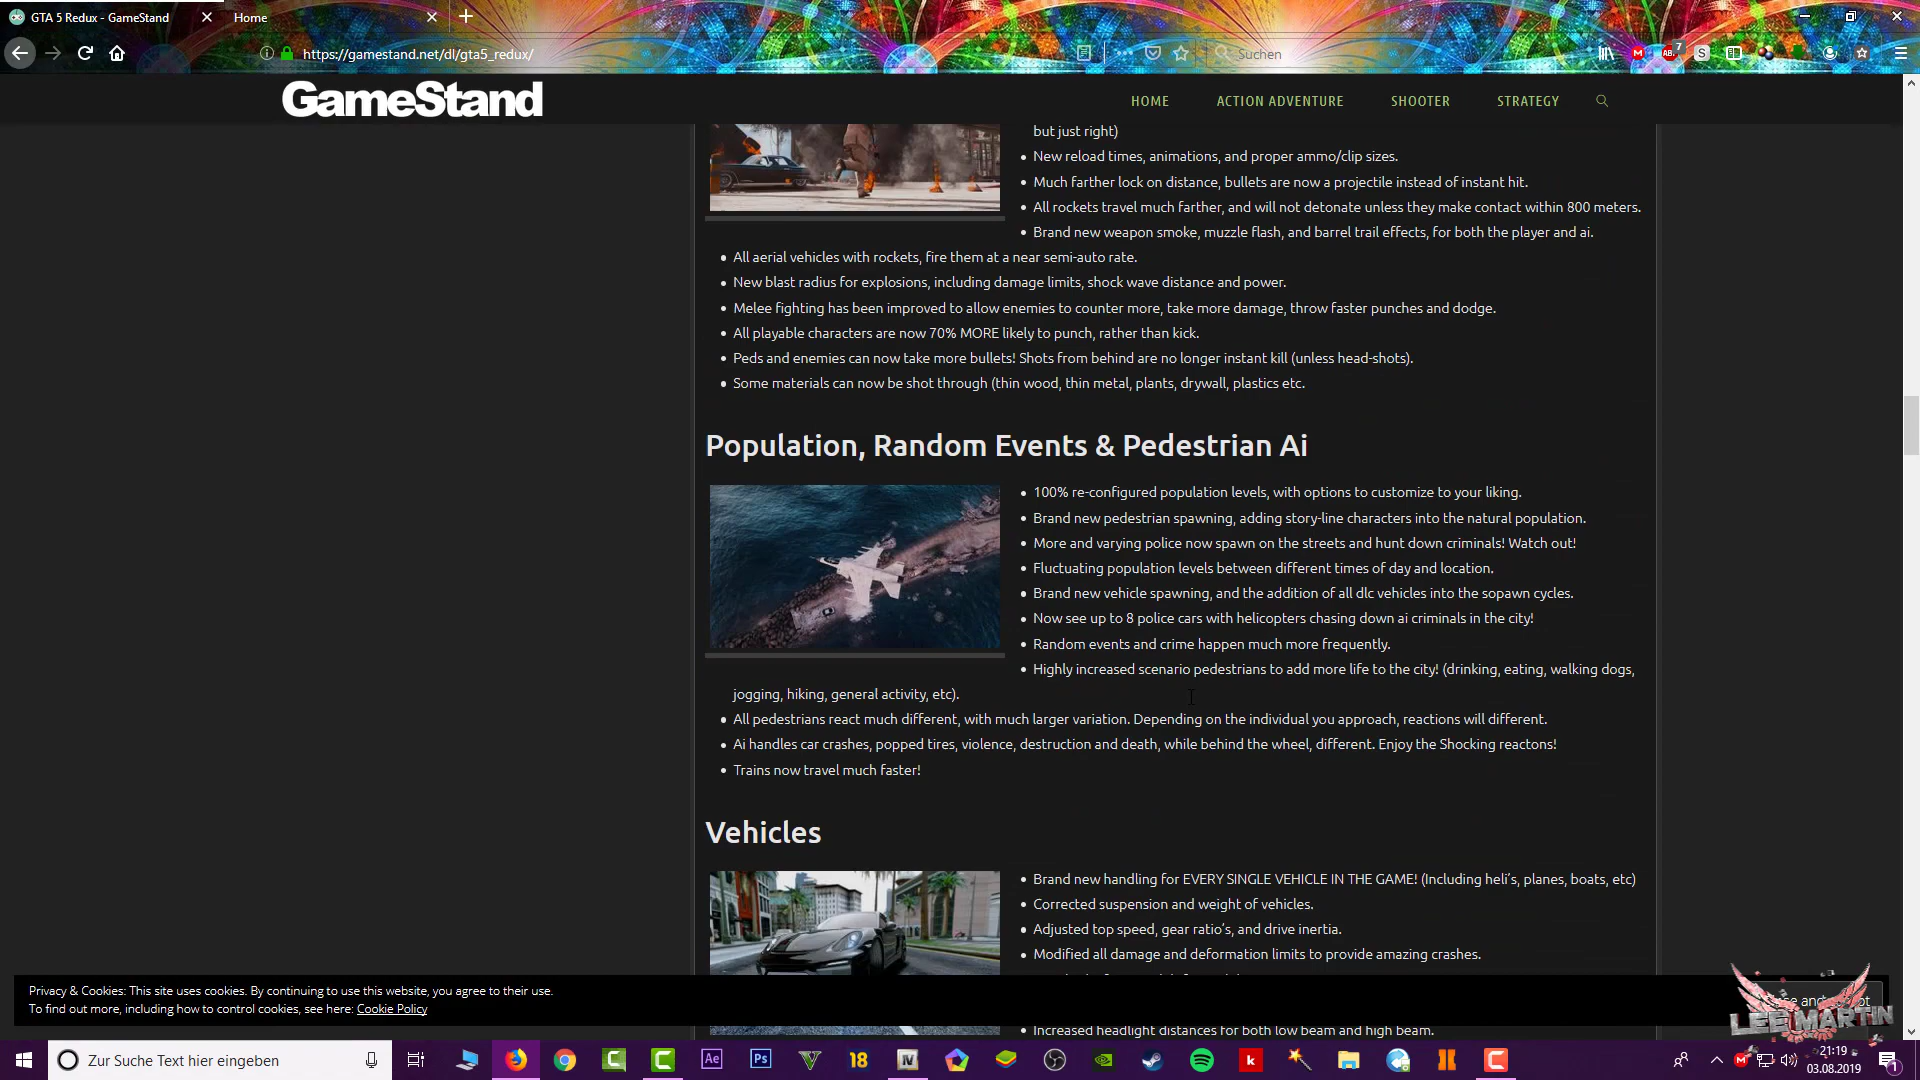 GTA 5 Redux - GameStand
Home
https://gamestand.net/dl/gta5_redux/
Suchen
GameStand
HOME
ACTION ADVENTURE
SHOOTER
STRATEGY
but just right)
• New reload times, animations, and proper ammo/clip sizes.
• Much farther lock on distance, bullets are now a projectile instead of instant hit.
• All rockets travel much farther, and will not detonate unless they make contact within 800 meters.
• Brand new weapon smoke, muzzle flash, and barrel trail effects, for both the player and ai.
• All aerial vehicles with rockets, fire them at a near semi-auto rate.
• New blast radius for explosions, including damage limits, shock wave distance and power.
• Melee fighting has been improved to allow enemies to counter more, take more damage, throw faster punches and dodge.
• All playable characters are now 70% MORE likely to punch, rather than kick.
• Peds and enemies can now take more bullets! Shots from behind are no longer instant kill (unless head-shots).
• Some materials can now be shot through (thin wood, thin metal, plants, drywall, plastics etc.
Population, Random Events & Pedestrian Ai
• 100% re-configured population levels, with options to customize to your liking.
• Brand new pedestrian spawning, adding story-line characters into the natural population.
• More and varying police now spawn on the streets and hunt down criminals! Watch out!
• Fluctuating population levels between different times of day and location.
• Brand new vehicle spawning, and the addition of all dlc vehicles into the sopawn cycles.
• Now see up to 8 police cars with helicopters chasing down ai criminals in the city!
• Random events and crime happen much more frequently.
• Highly increased scenario pedestrians to add more life to the city! (drinking, eating, walking dogs,
jogging, hiking, general activity, etc).
• All pedestrians react much different, with much larger variation. Depending on the individual you approach, reactions will different.
• Ai handles car crashes, popped tires, violence, destruction and death, while behind the wheel, different. Enjoy the Shocking reactons!
• Trains now travel much faster!
Vehicles
• Brand new handling for EVERY SINGLE VEHICLE IN THE GAME! (Including heli's, planes, boats, etc)
• Corrected suspension and weight of vehicles.
• Adjusted top speed, gear ratio's, and drive inertia.
• Modified all damage and deformation limits to provide amazing crashes.
Privacy & Cookies: This site uses cookies. By continuing to use this website, you agree to their use.
To find out more, including how to control cookies, see here: Cookie Policy
• Increased headlight distances for both low beam and high beam.
LEE MARTIN
Zur Suche Text hier eingeben
21:19
03.08.2019